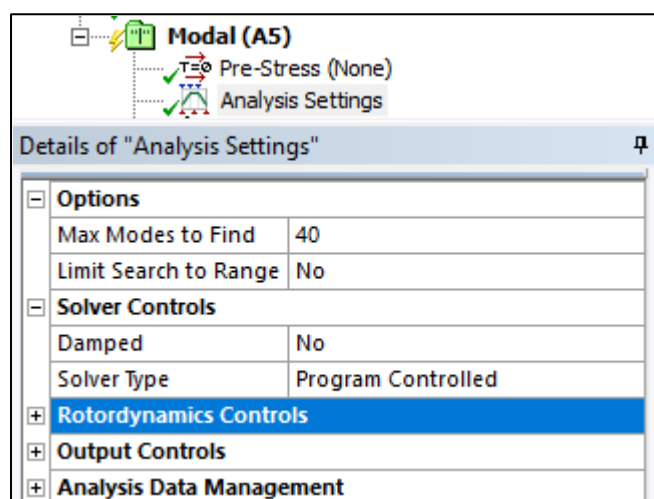 Modal (A5)
T=0 Pre-Stress (None)
Analysis Settings
Details of "Analysis Settings"
Options
Max Modes to Find 40
Limit Search to Range No
Solver Controls
Damped No
Solver Type Program Controlled
Rotordynamics Controls
Output Controls
Analysis Data Management